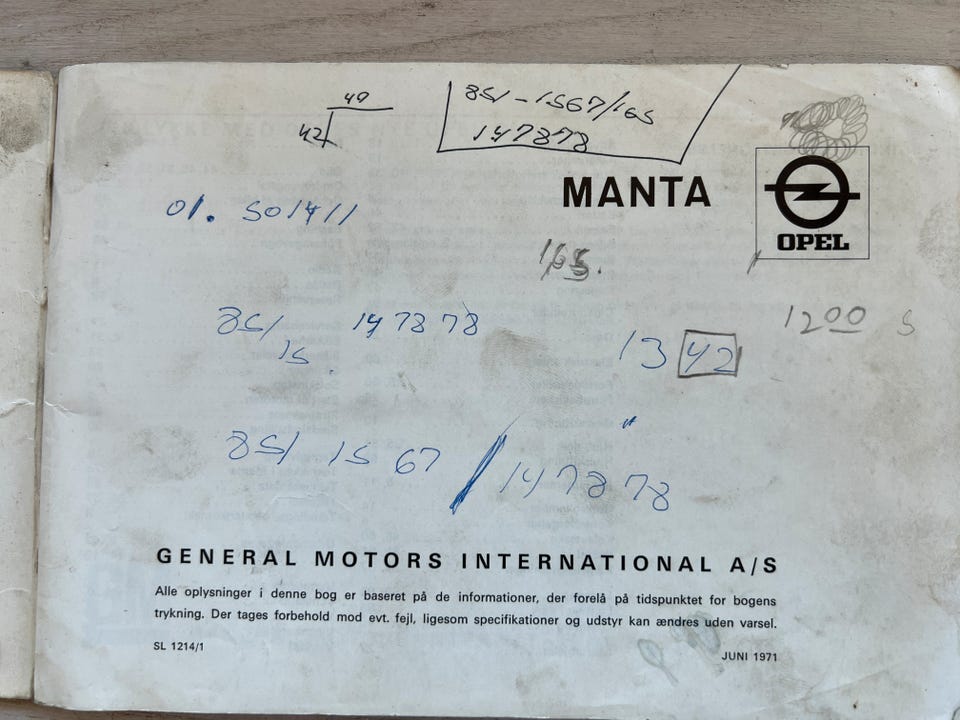 49
42
851-1567/165
147878
MANTA
OPEL
01. 501411
165.
1200 S
851/ 147878
15
13 42
851 15 67 / 147878
GENERAL MOTORS INTERNATIONAL A/S
Alle oplysninger i denne bog er baseret på de informationer, der forelå på tidspunktet for bogens
trykning. Der tages forbehold mod evt. fejl, ligesom specifikationer og udstyr kan ændres uden varsel.
SL 1214/1
JUNI 1971